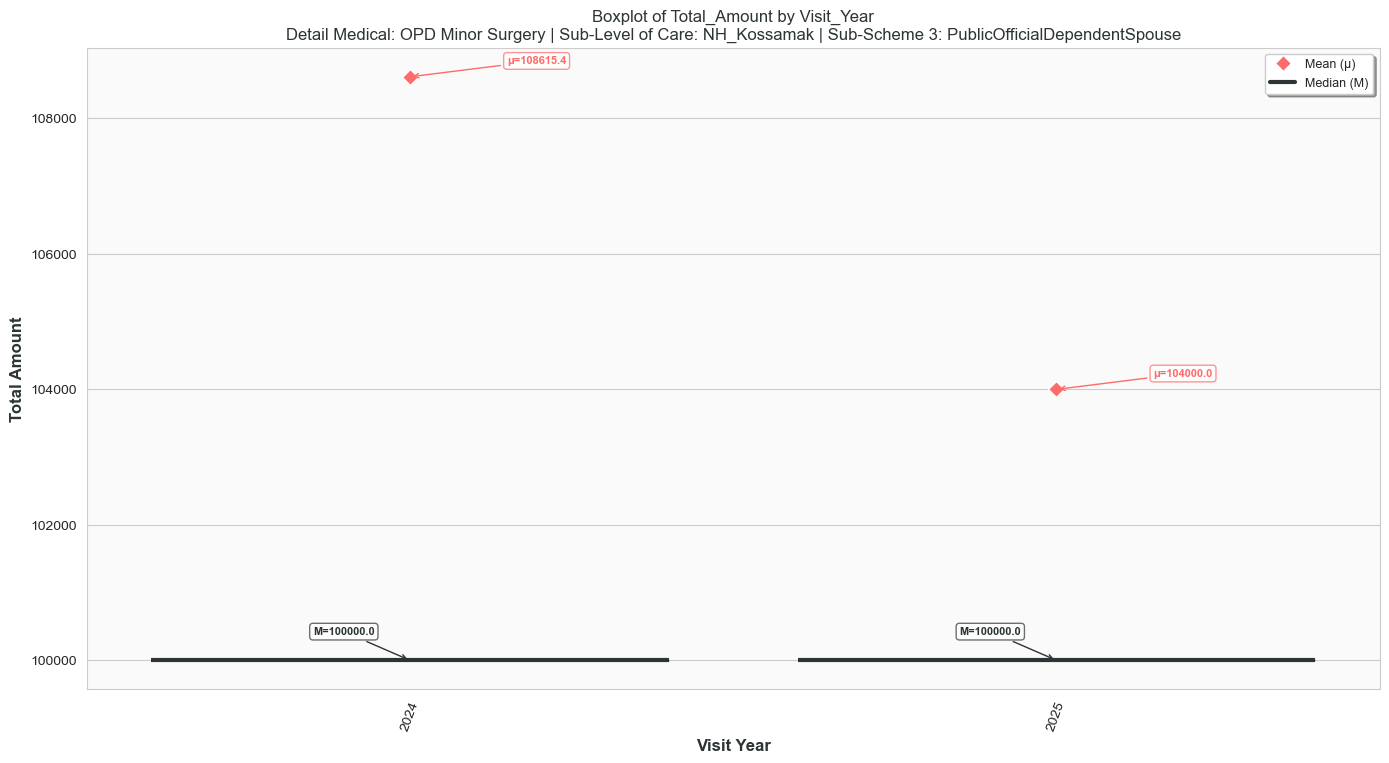 Boxplot of Total_Amount by Visit_Year
Detail Medical: OPD Minor Surgery | Sub-Level of Care: NH_Kossamak | Sub-Scheme 3: PublicOfficialDependentSpouse
μ=108615.4
Mean (μ)
Median (M)
108000
106000
104000
102000
100000
μ=104000.0
M=100000.0
M=100000.0
Total Amount
2024
2025
Visit Year